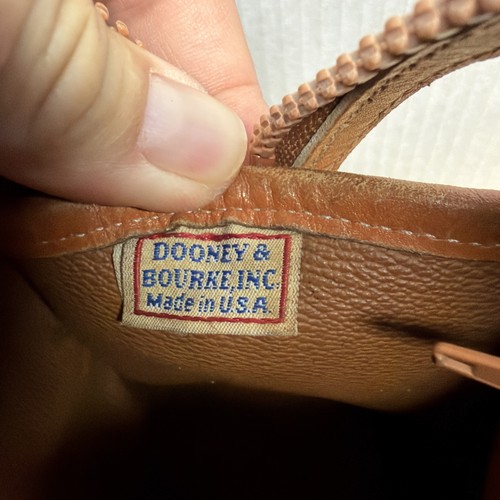 DOONEY &
BOURKE, INC.
Made in U.S.A